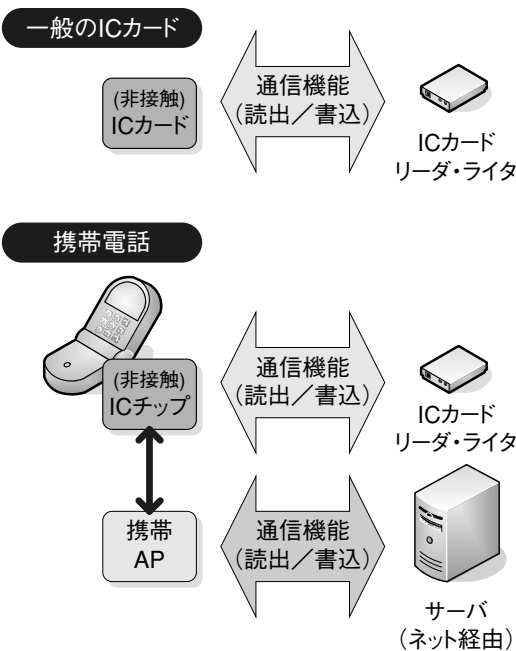 一般のICカード
(非接触)
ICカード
通信機能
（読出／書込）
ICカード
リーダ・ライタ
携帯電話
(非接触)
ICチップ
通信機能
（読出／書込）
ICカード
リーダ・ライタ
携帯
AP
通信機能
（読出／書込）
サーバ
（ネット経由）